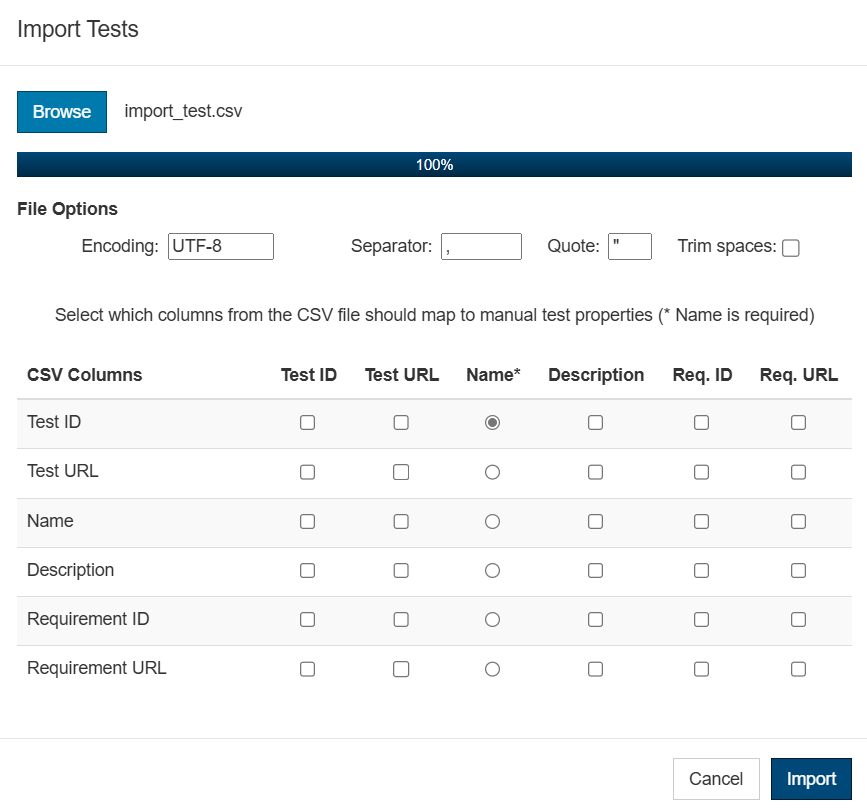 Import Tests
Browse import_test.csv
100%
File Options
Encoding: UTF-8 Separator: , Quote: " Trim spaces:
Select which columns from the CSV file should map to manual test properties (* Name is required)
CSV Columns Test ID Test URL Name* Description Req. ID Req. URL
Test ID
Test URL
Name
Description
Requirement ID
Requirement URL
Cancel Import